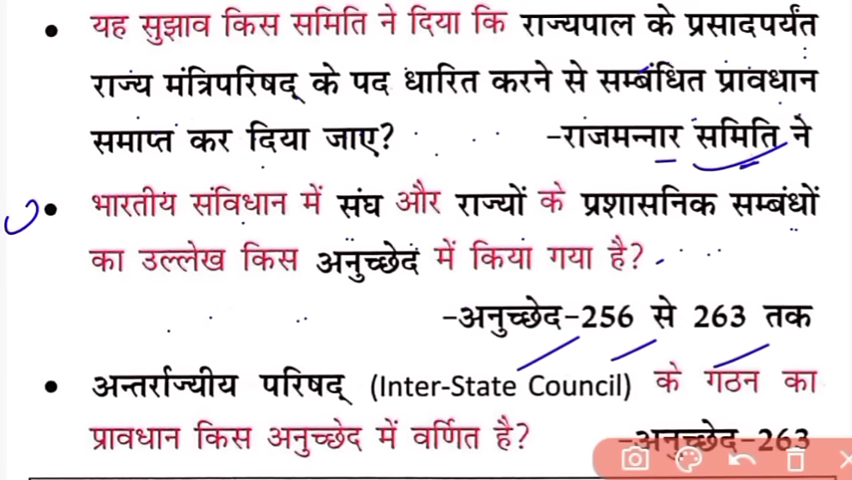 • यह सुझाव किस समिति ने दिया कि राज्यपाल के प्रसादपर्यंत
राज्य मंत्रिपरिषद् के पद धारित करने से सम्बंधित प्रावधान
समाप्त कर दिया जाए? -राजमन्नार समिति ने
• भारतीय संविधान में संघ और राज्यों के प्रशासनिक सम्बंधों
का उल्लेख किस अनुच्छेद में किया गया है?
-अनुच्छेद-256 से 263 तक
• अन्तर्राज्यीय परिषद् (Inter-State Council) के गठन का
प्रावधान किस अनुच्छेद में वर्णित है? -अनुच्छेद-263